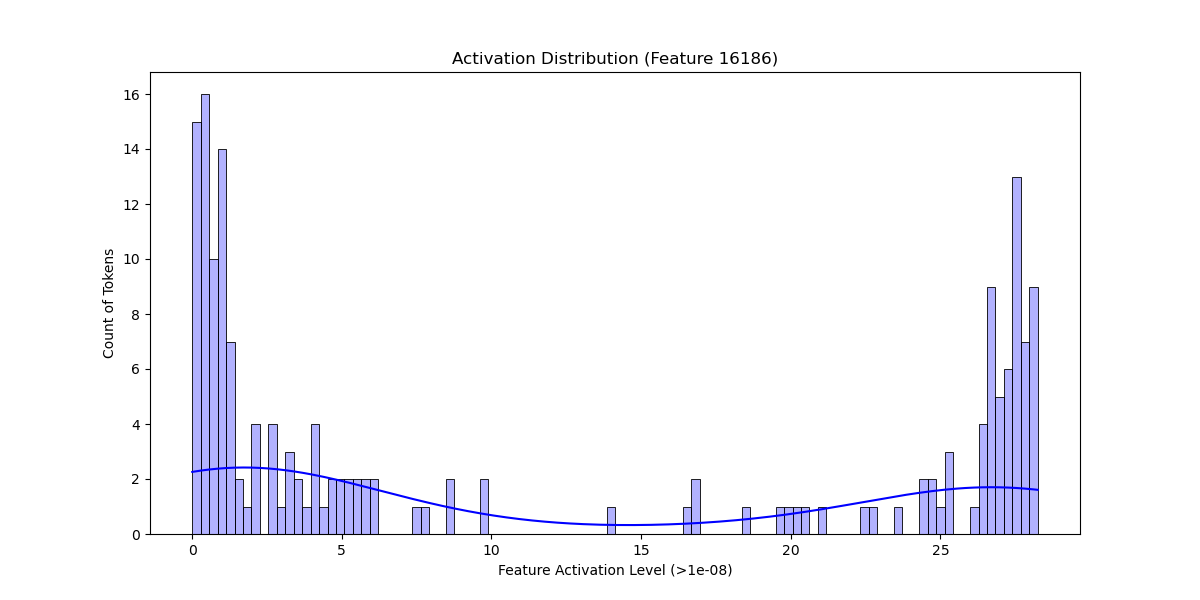 Activation Distribution (Feature 16186)
16
14
12
10
8
6
4
2
0
Count of Tokens
0 5 10 15 20 25
Feature Activation Level (>1e-08)